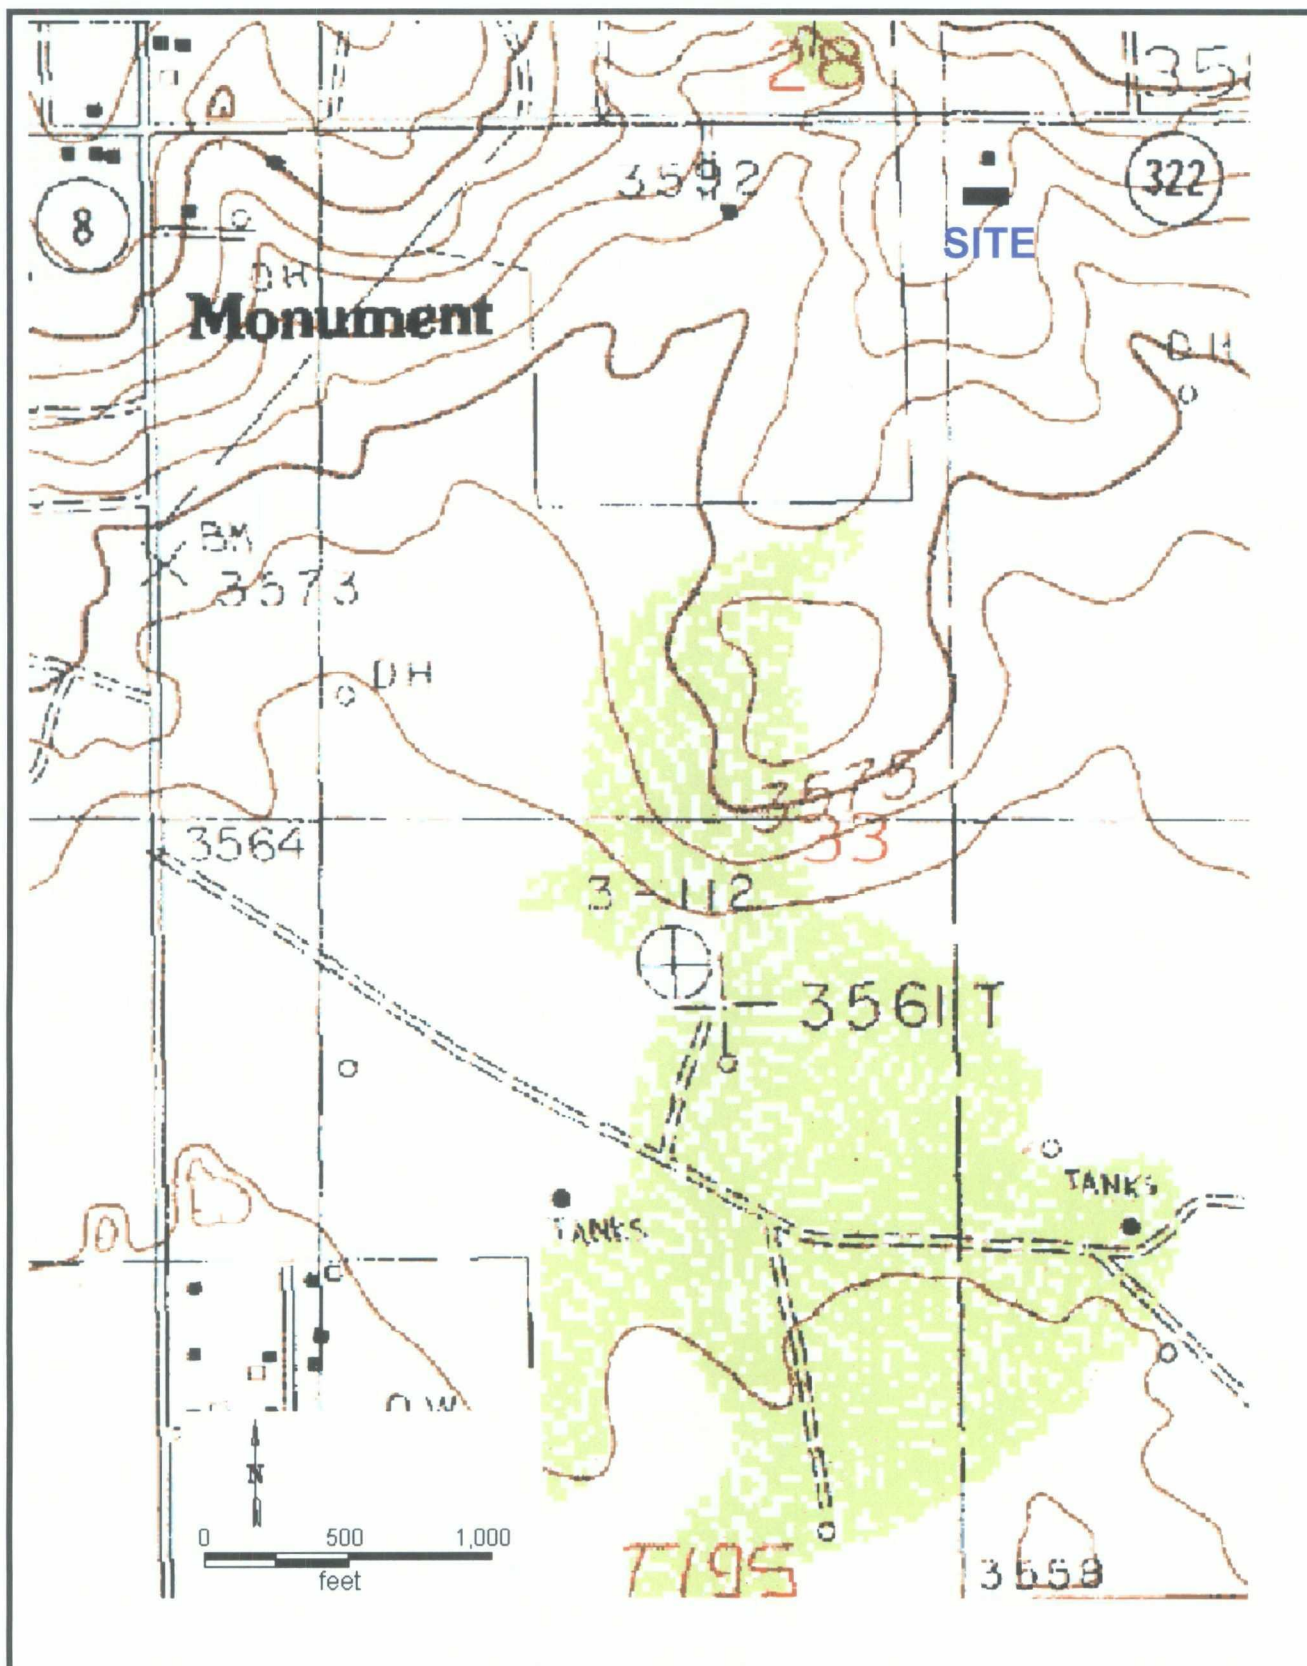 28
3592
322
8
SITE
DH
Monument
DH
BM
3573
DH
3575
3564
33
3-112
3561 T
TANKS
TANKS
O W
N
0 500 1,000
feet
T19S
3558